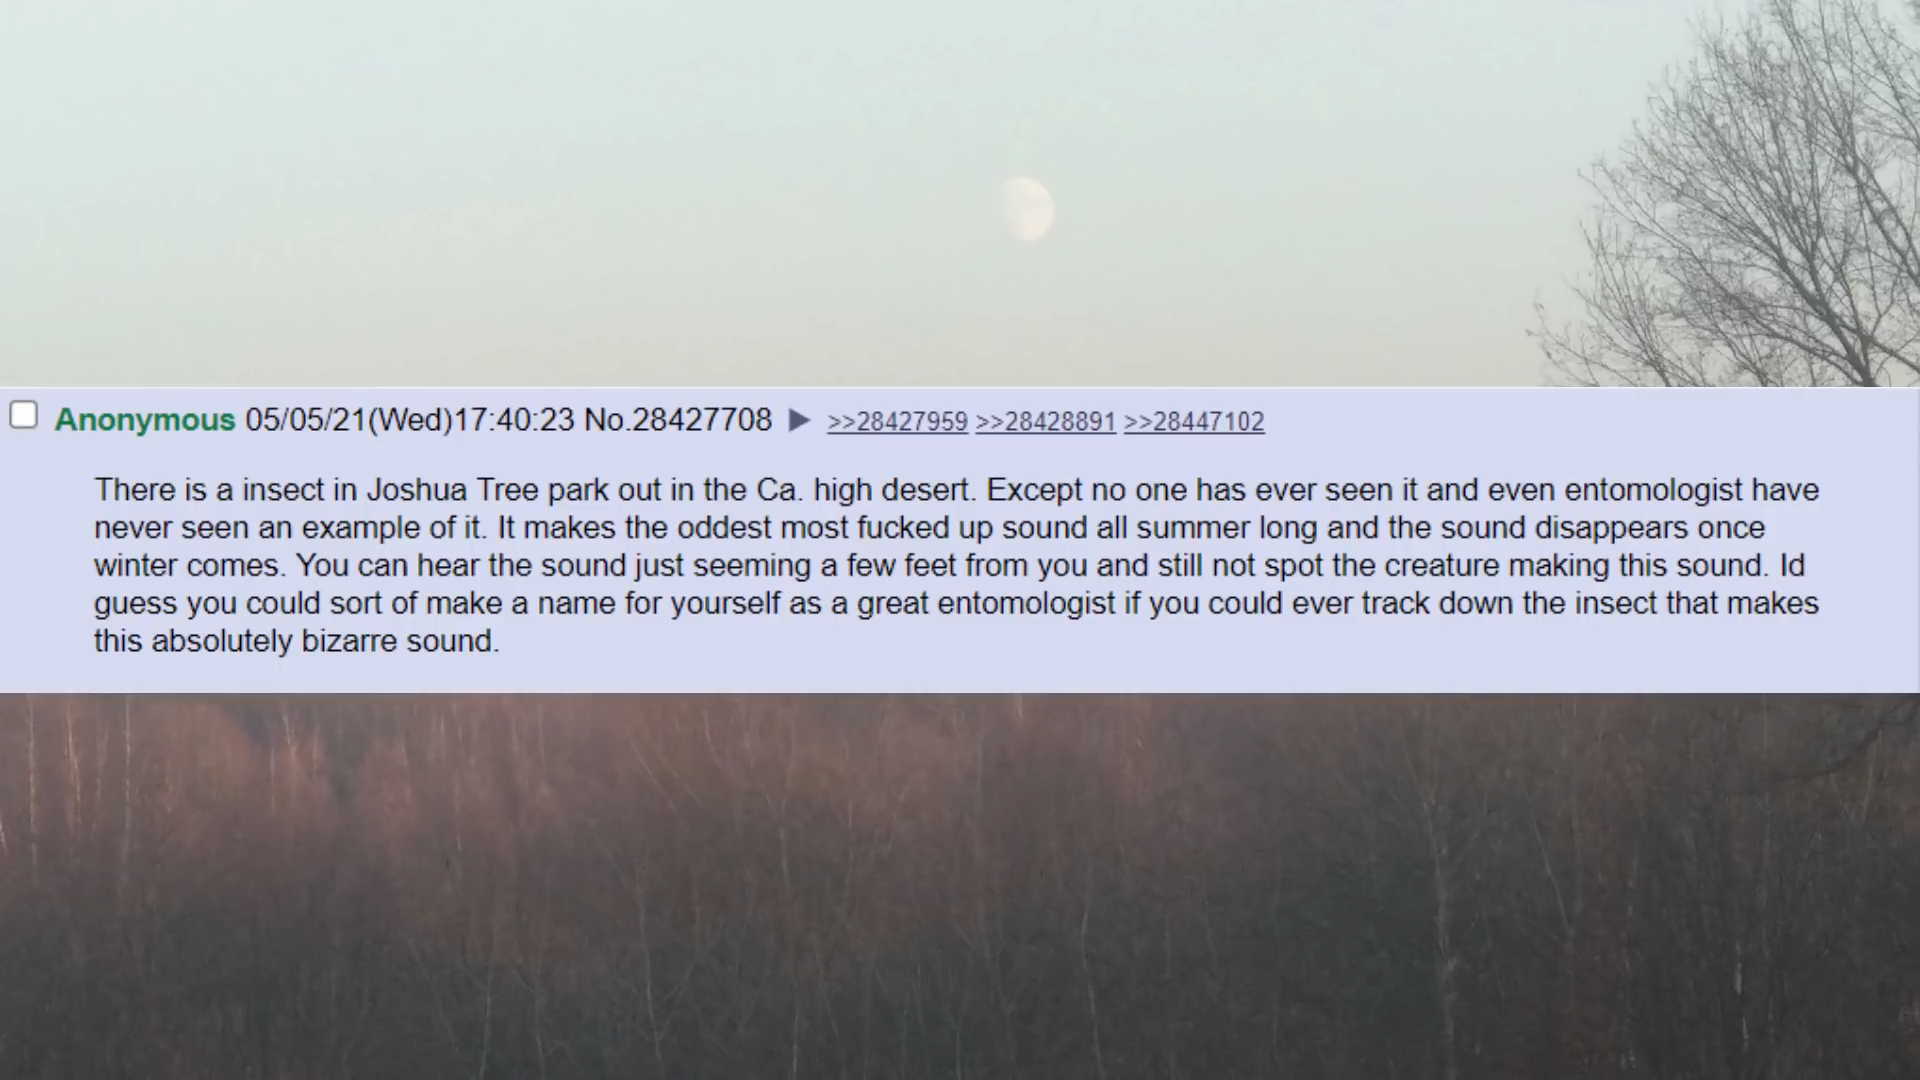 Anonymous 05/05/21(Wed)17:40:23 No.28427708 ▶ >>28427959 >>28428891 >>28447102
There is a insect in Joshua Tree park out in the Ca. high desert. Except no one has ever seen it and even entomologist have
never seen an example of it. It makes the oddest most fucked up sound all summer long and the sound disappears once
winter comes. You can hear the sound just seeming a few feet from you and still not spot the creature making this sound. Id
guess you could sort of make a name for yourself as a great entomologist if you could ever track down the insect that makes
this absolutely bizarre sound.